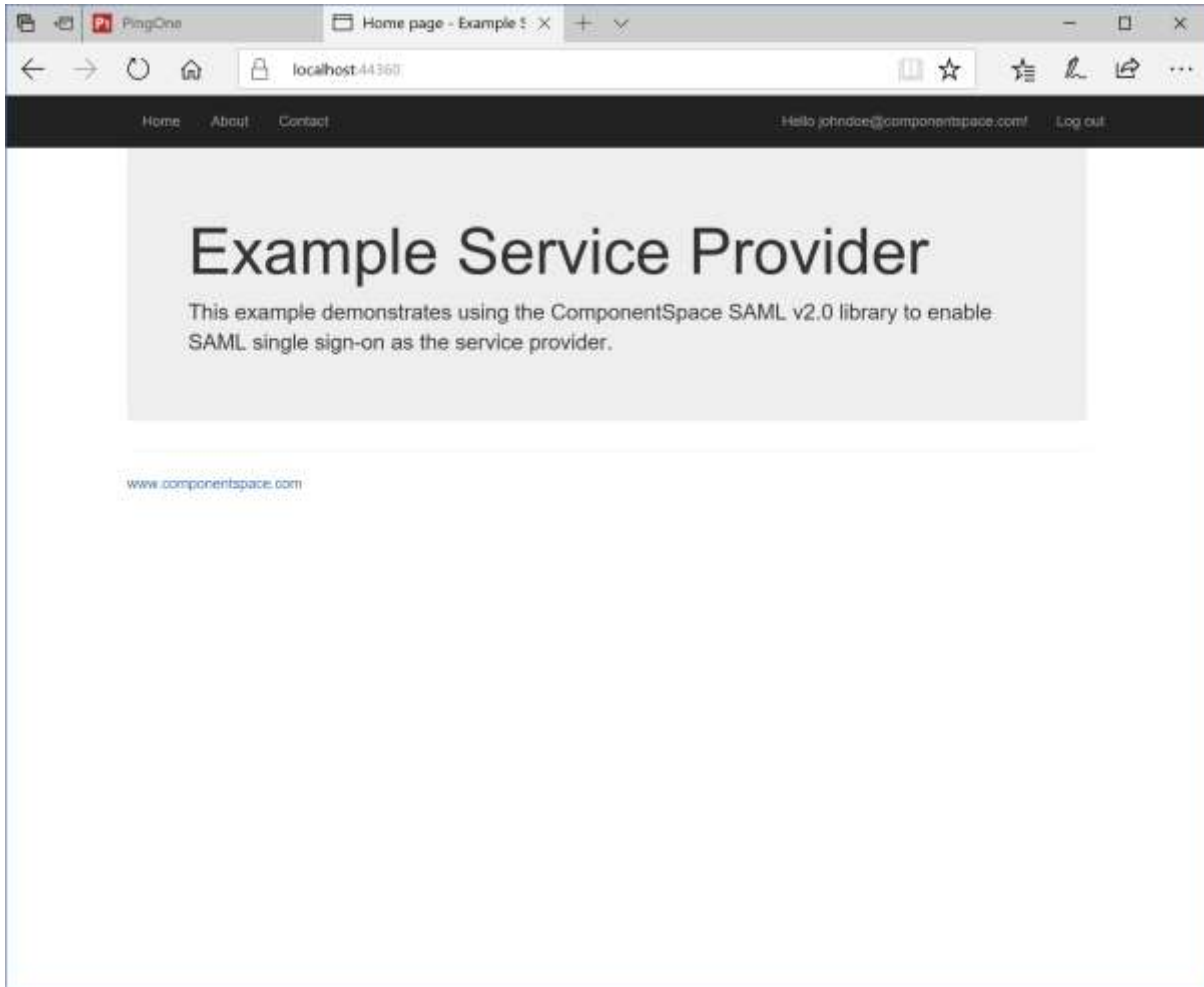 PingOne
Home page - Example S
localhost:44360
Home About Contact Hello johndoe@componentspace.com! Log out
Example Service Provider
This example demonstrates using the ComponentSpace SAML v2.0 library to enable
SAML single sign-on as the service provider.
www.componentspace.com